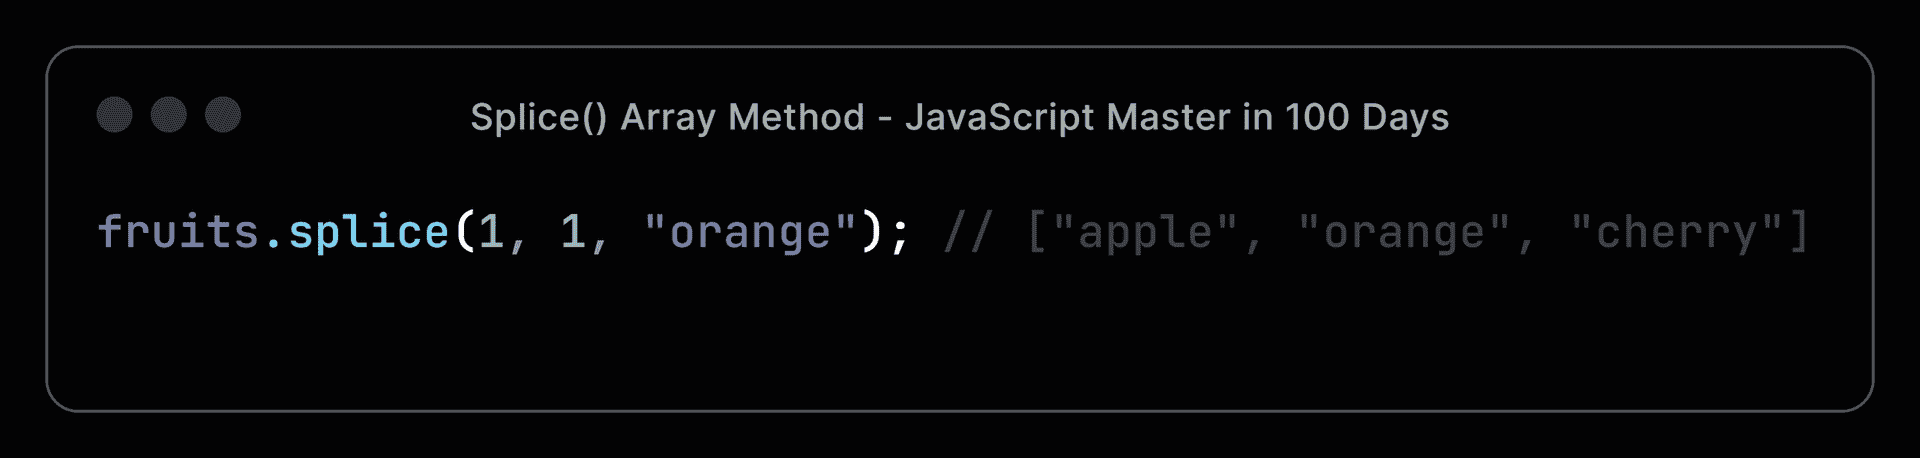 Splice() Array Method - JavaScript Master in 100 Days
fruits.splice(1, 1, "orange"); // ["apple", "orange", "cherry"]